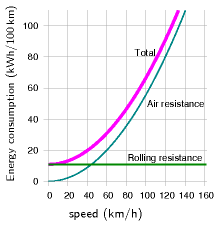 Energy consumption (kWh/100 km)
100
80
60
40
20
0
Total
Air resistance
Rolling resistance
0 20 40 60 80 100 120 140 160
speed (km/h)